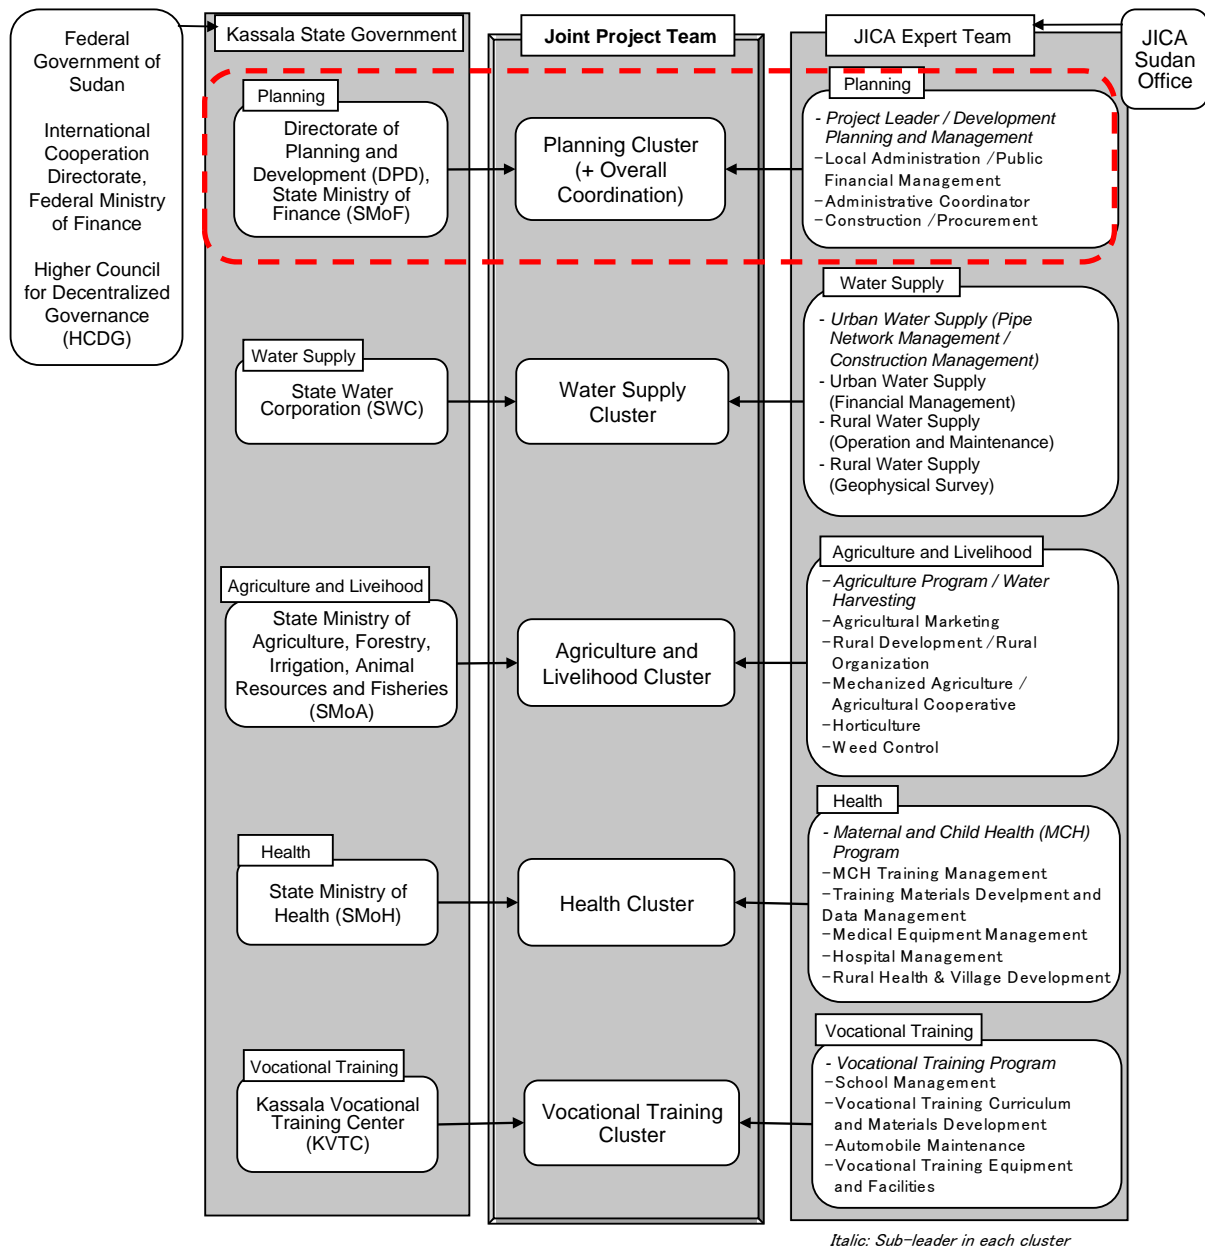 Federal
Government of
Sudan
International
Cooperation
Directorate,
Federal Ministry
of Finance
Higher Council
for Decentralized
Governance
(HCDG)
Kassala State Government
Joint Project Team
JICA Expert Team
JICA
Sudan
Office
Planning
Directorate of
Planning and
Development (DPD),
State Ministry of
Finance (SMoF)
Planning Cluster
(+ Overall
Coordination)
Planning
- Project Leader / Development
Planning and Management
-Local Administration /Public
Financial Management
-Administrative Coordinator
-Construction /Procurement
Water Supply
State Water
Corporation (SWC)
Water Supply
Cluster
Water Supply
- Urban Water Supply (Pipe
Network Management /
Construction Management)
- Urban Water Supply
(Financial Management)
- Rural Water Supply
(Operation and Maintenance)
- Rural Water Supply
(Geophysical Survey)
Agriculture and Liveihood
State Ministry of
Agriculture, Forestry,
Irrigation, Animal
Resources and Fisheries
(SMoA)
Agriculture and
Livelihood Cluster
Agriculture and Livelihood
-Agriculture Program / Water
Harvesting
-Agricultural Marketing
-Rural Development /Rural
Organization
-Mechanized Agriculture /
Agricultural Cooperative
-Horticulture
-Weed Control
Health
State Ministry of
Health (SMoH)
Health Cluster
Health
- Maternal and Child Health (MCH)
Program
-MCH Training Management
-Training Materials Develpment and
Data Management
-Medical Equipment Management
-Hospital Management
-Rural Health & Village Development
Vocational Training
Kassala Vocational
Training Center
(KVTC)
Vocational Training
Cluster
Vocational Training
- Vocational Training Program
-School Management
-Vocational Training Curriculum
and Materials Development
-Automobile Maintenance
-Vocational Training Equipment
and Facilities
Italic: Sub-leader in each cluster